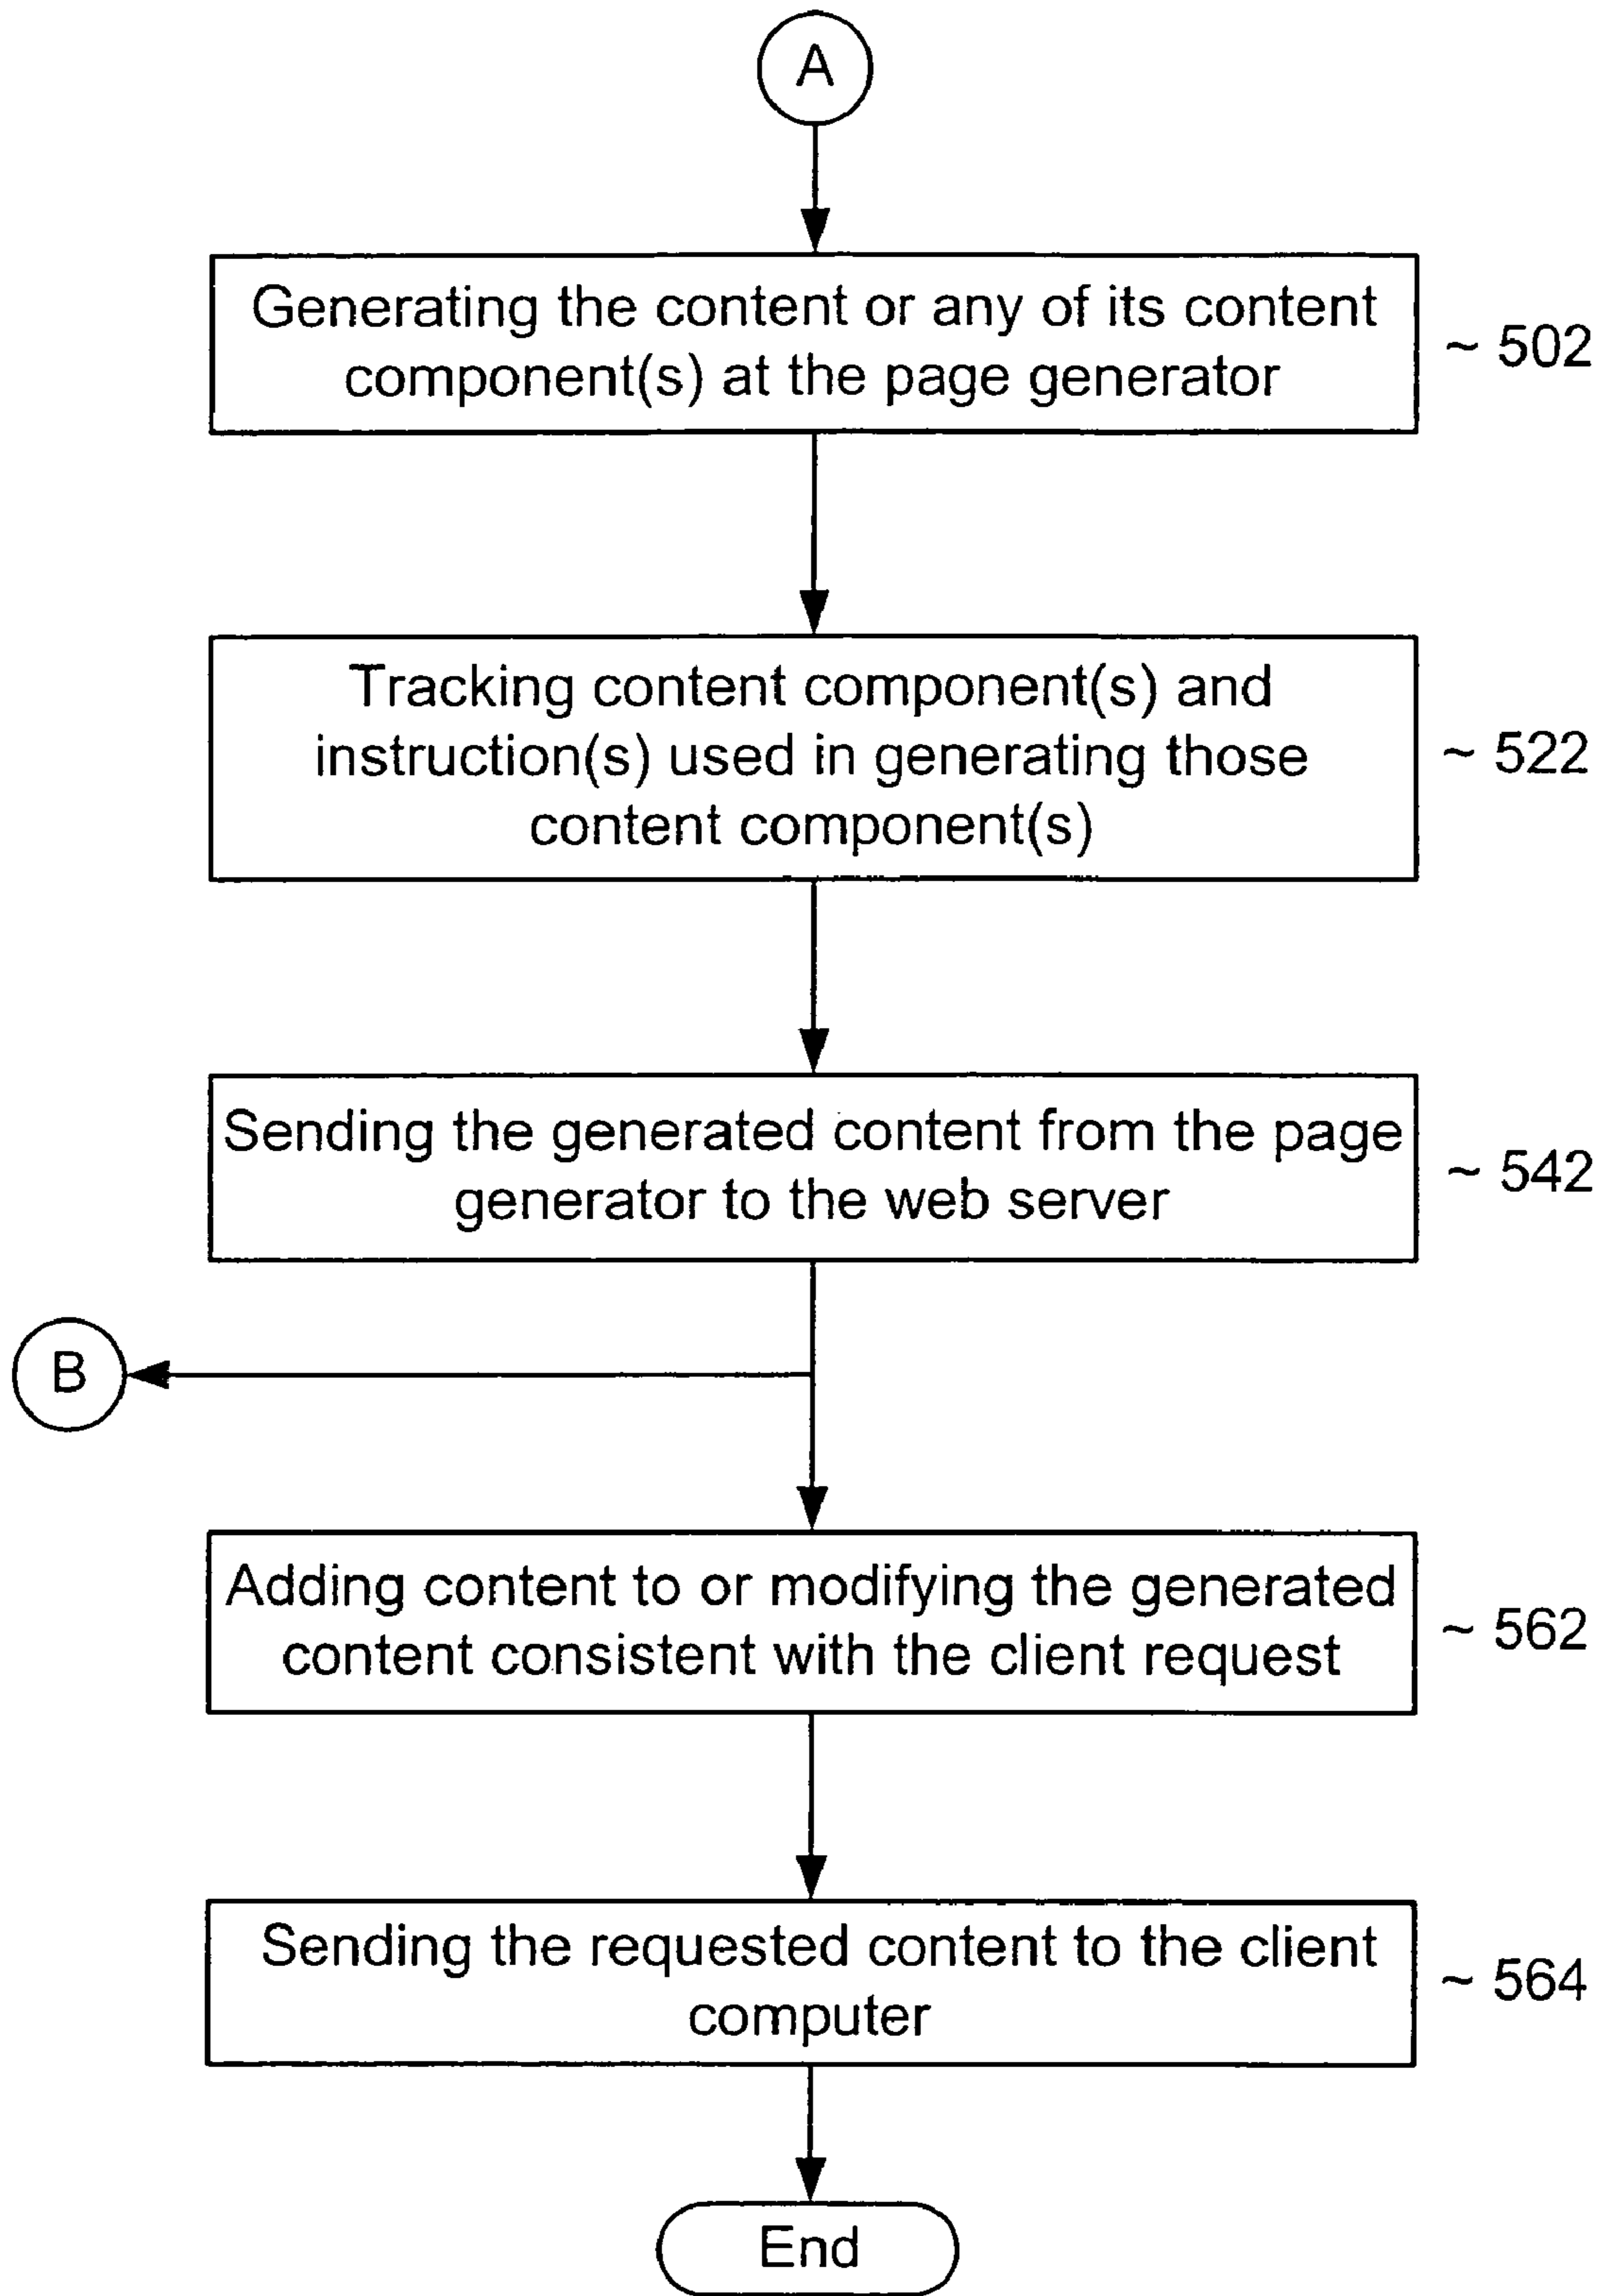 A
Generating the content or any of its content
component(s) at the page generator
~ 502
Tracking content component(s) and
instruction(s) used in generating those
content component(s)
~ 522
Sending the generated content from the page
generator to the web server
~ 542
B
Adding content to or modifying the generated
content consistent with the client request
~ 562
Sending the requested content to the client
computer
~ 564
End